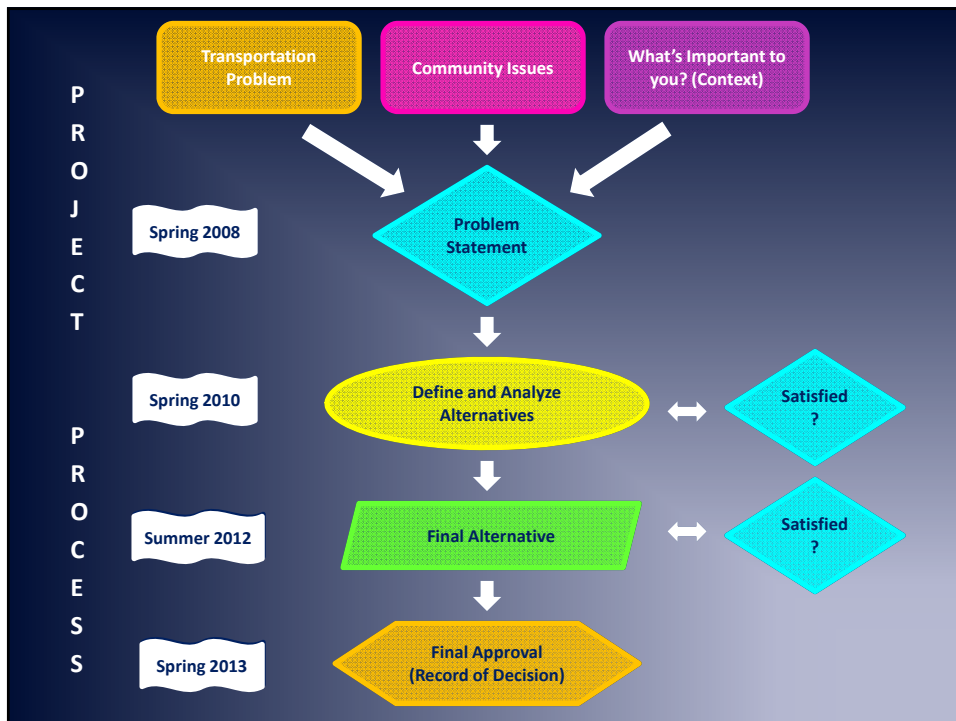 Transportation
Problem
Community Issues
What's Important to
you? (Context)
P
R
O
J
E
C
T
P
R
O
C
E
S
S
Spring 2008
Problem
Statement
Spring 2010
Define and Analyze
Alternatives
Satisfied
?
Summer 2012
Final Alternative
Satisfied
?
Spring 2013
Final Approval
(Record of Decision)